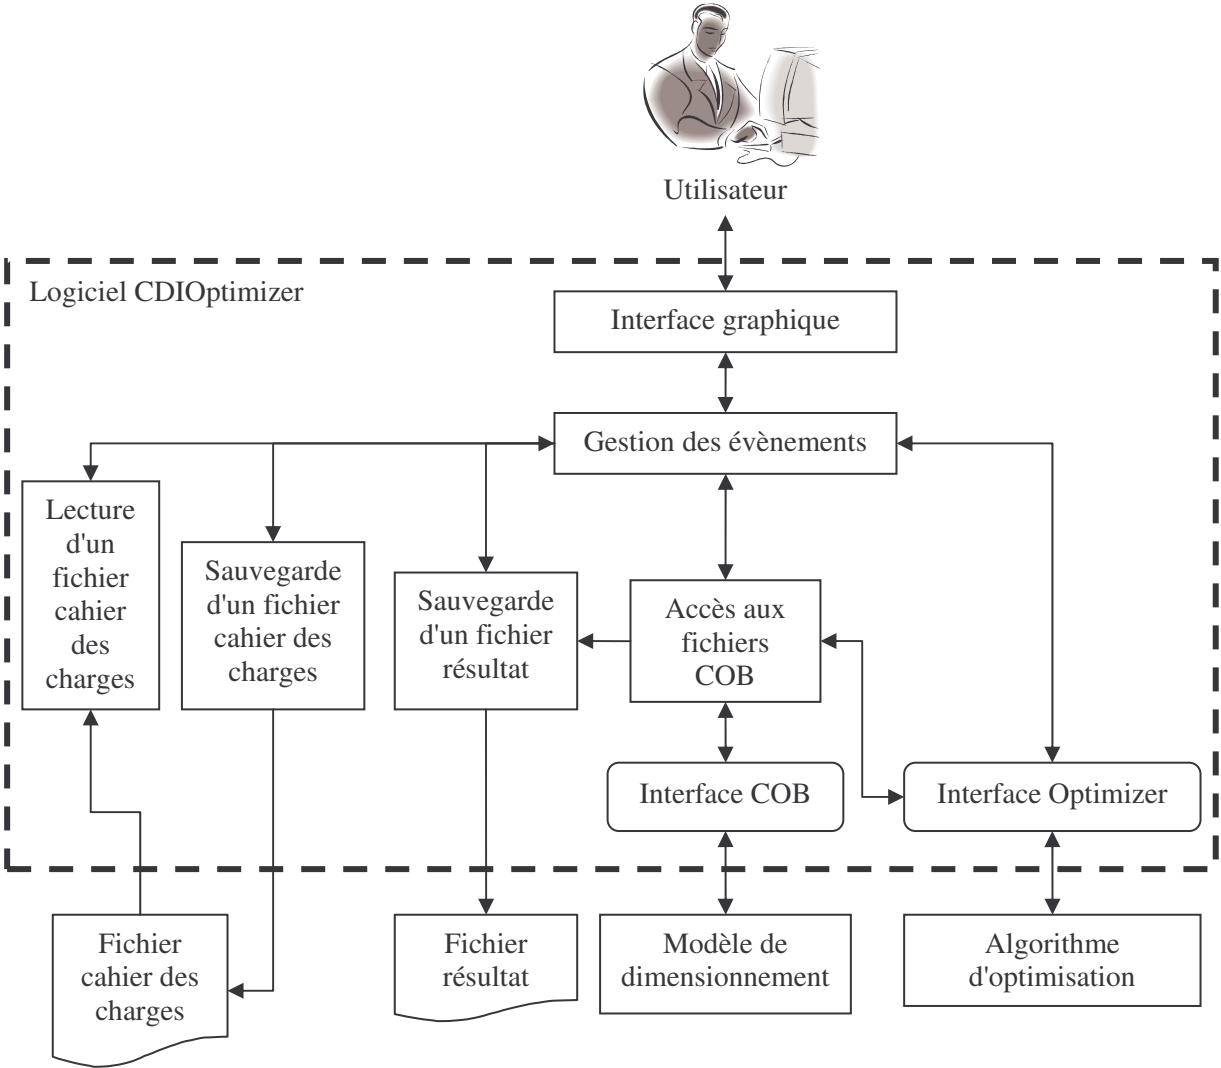 Utilisateur
Logiciel CDIOptimizer
Interface graphique
Gestion des évènements
Lecture
d'un
fichier
cahier
des
charges
Sauvegarde
d'un fichier
cahier des
charges
Sauvegarde
d'un fichier
résultat
Accès aux
fichiers
COB
Interface COB
Interface Optimizer
Fichier
cahier des
charges
Fichier
résultat
Modèle de
dimensionnement
Algorithme
d'optimisation